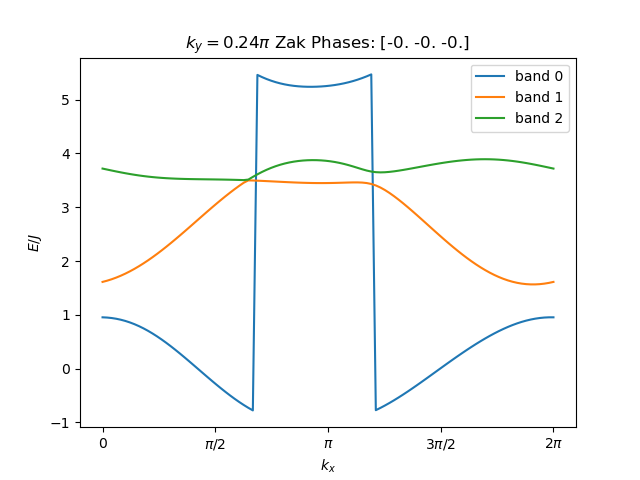 $k_y = 0.24\pi$ Zak Phases: [-0. -0. -0.]
band 0
band 1
band 2
E/J
5
4
3
2
1
0
−1
0
π/2
π
3π/2
2π
$k_x$